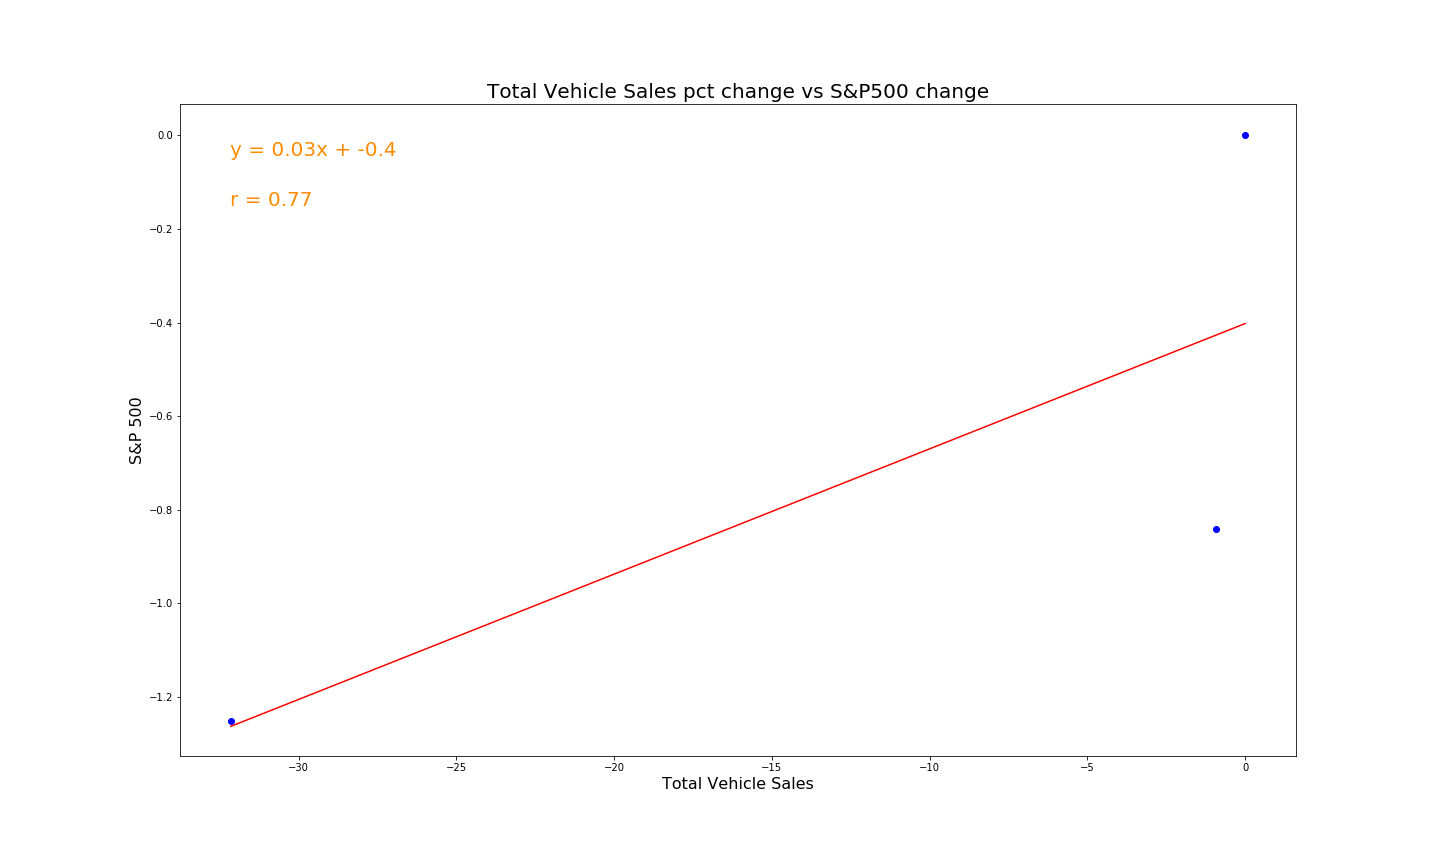 Total Vehicle Sales pct change vs S&P500 change
y = 0.03x + -0.4
r = 0.77
S&P 500
0.0
−0.2
−0.4
−0.6
−0.8
−1.0
−1.2
−30
−25
−20
−15
−10
−5
0
Total Vehicle Sales